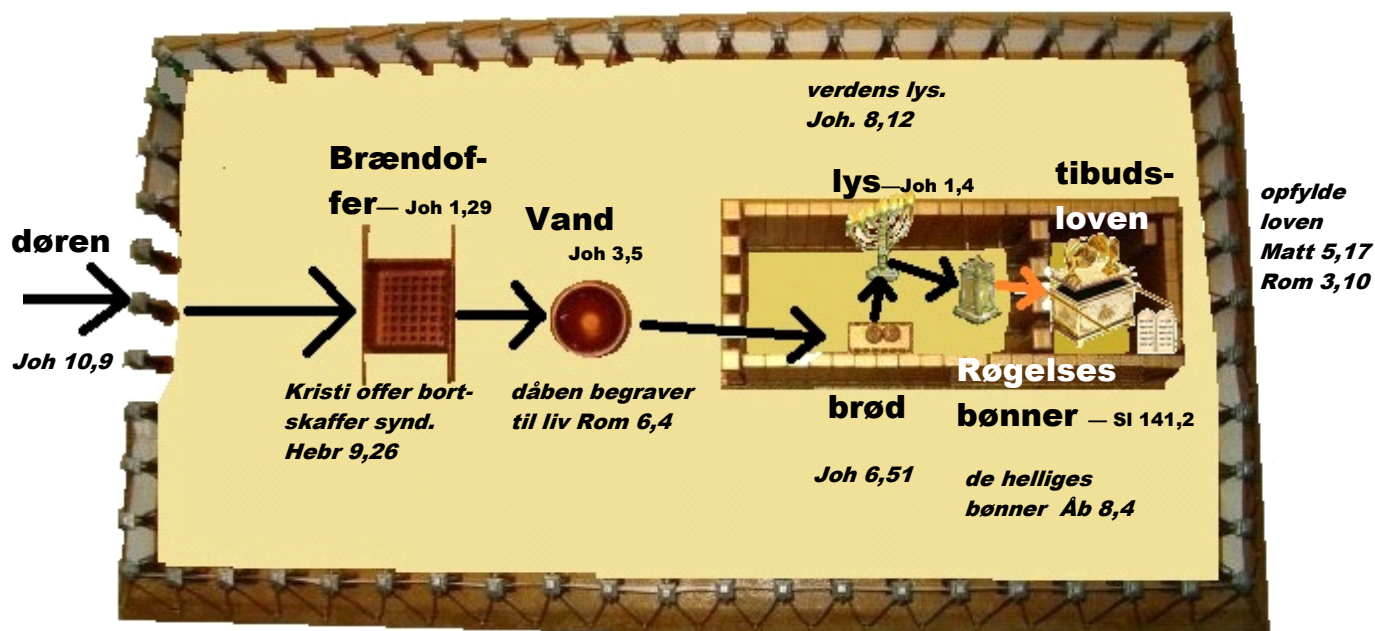 døren
Joh 10,9
Brændof-
fer— Joh 1,29
Kristi offer bort-
skaffer synd.
Hebr 9,26
Vand
Joh 3,5
dåben begraver
til liv Rom 6,4
verdens lys.
Joh. 8,12
lys—Joh 1,4
brød
Joh 6,51
tibuds-
loven
Røgelses
bønner — Sl 141,2
de helliges
bønner Åb 8,4
opfylde
loven
Matt 5,17
Rom 3,10